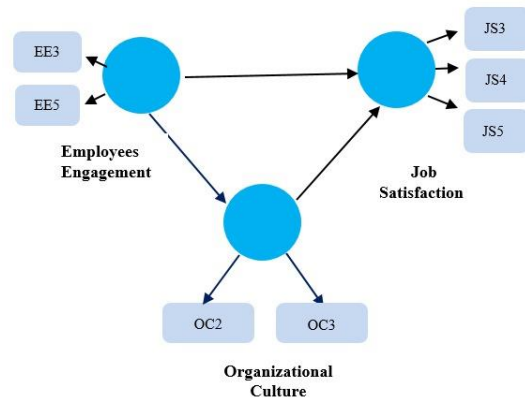 EE3
EE5
Employees
Engagement
JS3
JS4
JS5
Job
Satisfaction
OC2
OC3
Organizational
Culture